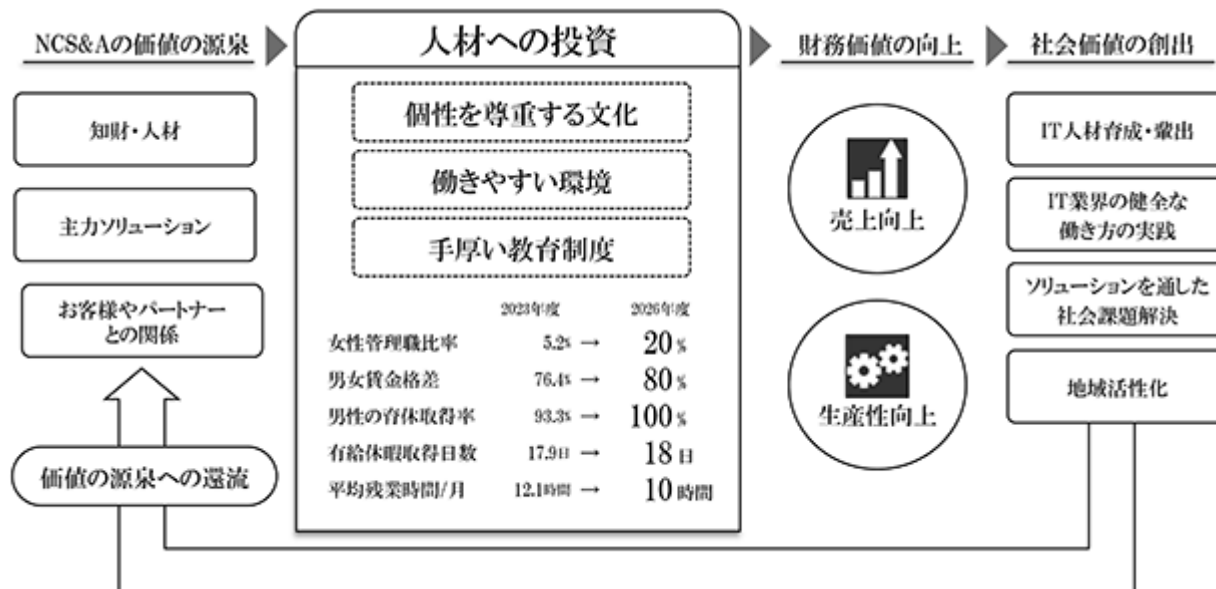 NCS&Aの価値の源泉
知財・人材
主力ソリューション
お客様やパートナー
との関係
価値の源泉への還流
人材への投資
個性を尊重する文化
働きやすい環境
手厚い教育制度
2023年度 2026年度
女性管理職比率 5.2% → 20%
男女賃金格差 76.4% → 80%
男性の育休取得率 93.3% → 100%
有給休暇取得日数 17.9日 → 18日
平均残業時間/月 12.1時間 → 10時間
財務価値の向上
売上向上
生産性向上
社会価値の創出
IT人材育成・輩出
IT業界の健全な
働き方の実践
ソリューションを通した
社会課題解決
地域活性化